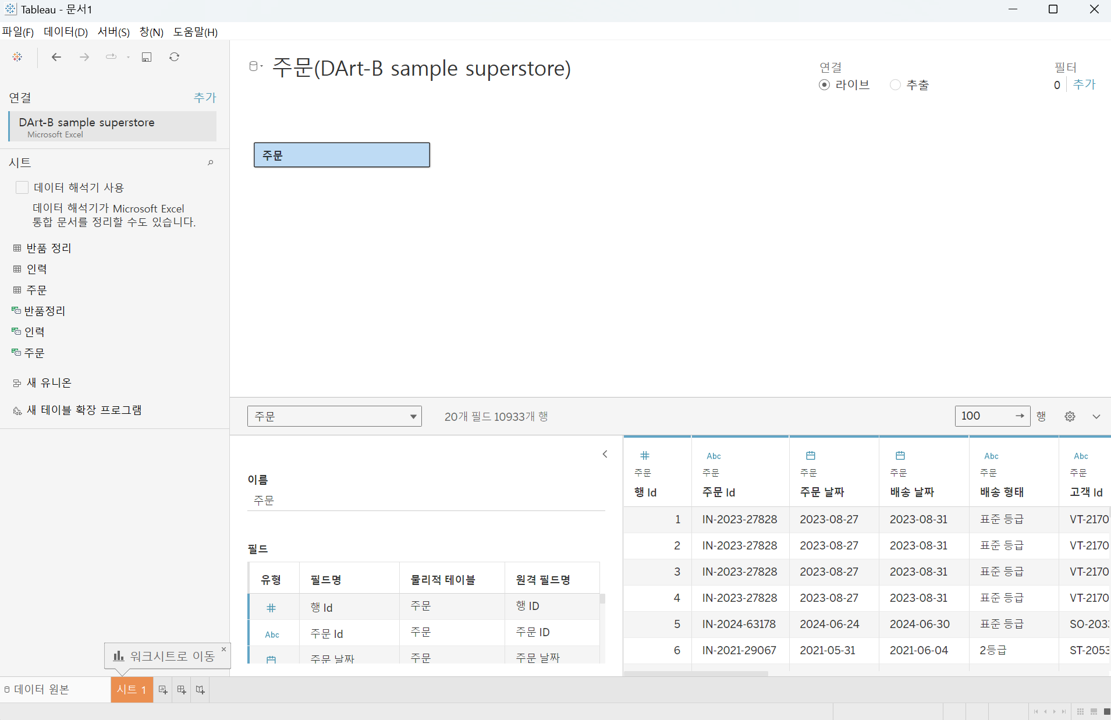 Tableau - 문서1
파일(F) 데이터(D) 서버(S) 창(N) 도움말(H)
연결 추가
DArt-B sample superstore
Microsoft Excel
시트
데이터 해석기 사용
데이터 해석기가 Microsoft Excel
통합 문서를 정리할 수도 있습니다.
반품 정리
인력
주문
반품정리
인력
주문
새 유니온
새 테이블 확장 프로그램
주문(DArt-B sample superstore)
연결
라이브 추출
필터
0 추가
주문
주문 20개 필드 10933개 행 100 → 행
이름
주문
필드
유형 필드명 물리적 테이블 원격 필드명
# 행 Id 주문 행 ID
Abc 주문 Id 주문 주문 ID
주문 날짜 주문 주문 날짜
# Abc Abc Abc
주문 주문 주문 주문 주문 주문
행 Id 주문 Id 주문 날짜 배송 날짜 배송 형태 고객 Id
1 IN-2023-27828 2023-08-27 2023-08-31 표준 등급 VT-2170
2 IN-2023-27828 2023-08-27 2023-08-31 표준 등급 VT-2170
3 IN-2023-27828 2023-08-27 2023-08-31 표준 등급 VT-2170
4 IN-2023-27828 2023-08-27 2023-08-31 표준 등급 VT-2170
5 IN-2024-63178 2024-06-24 2024-06-30 표준 등급 SO-203
6 IN-2021-29067 2021-05-31 2021-06-04 2등급 ST-2053
워크시트로 이동
데이터 원본 시트 1